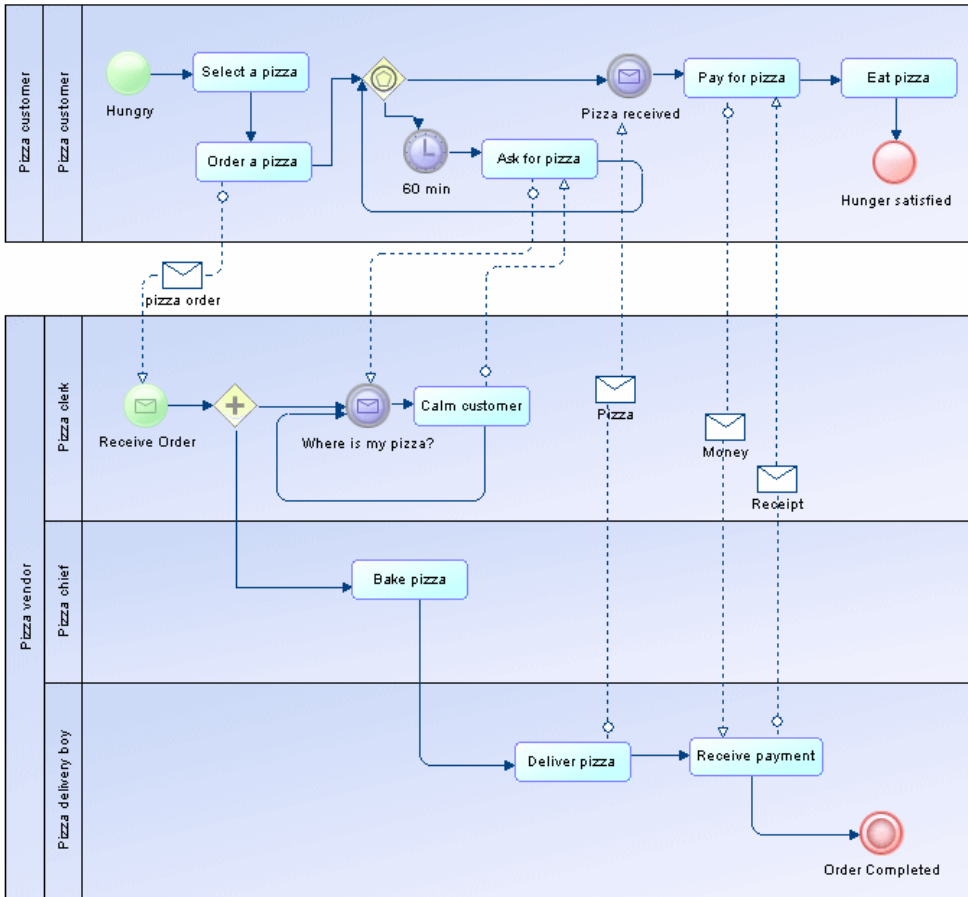 Pizza customer
Pizza customer
Hungry
Select a pizza
Order a pizza
60 min
Ask for pizza
Pizza received
Pay for pizza
Eat pizza
Hunger satisfied
pizza order
Pizza vendor
Pizza clerk
Receive Order
Where is my pizza?
Calm customer
Pizza
Money
Receipt
Pizza chief
Bake pizza
Pizza delivery boy
Deliver pizza
Receive payment
Order Completed